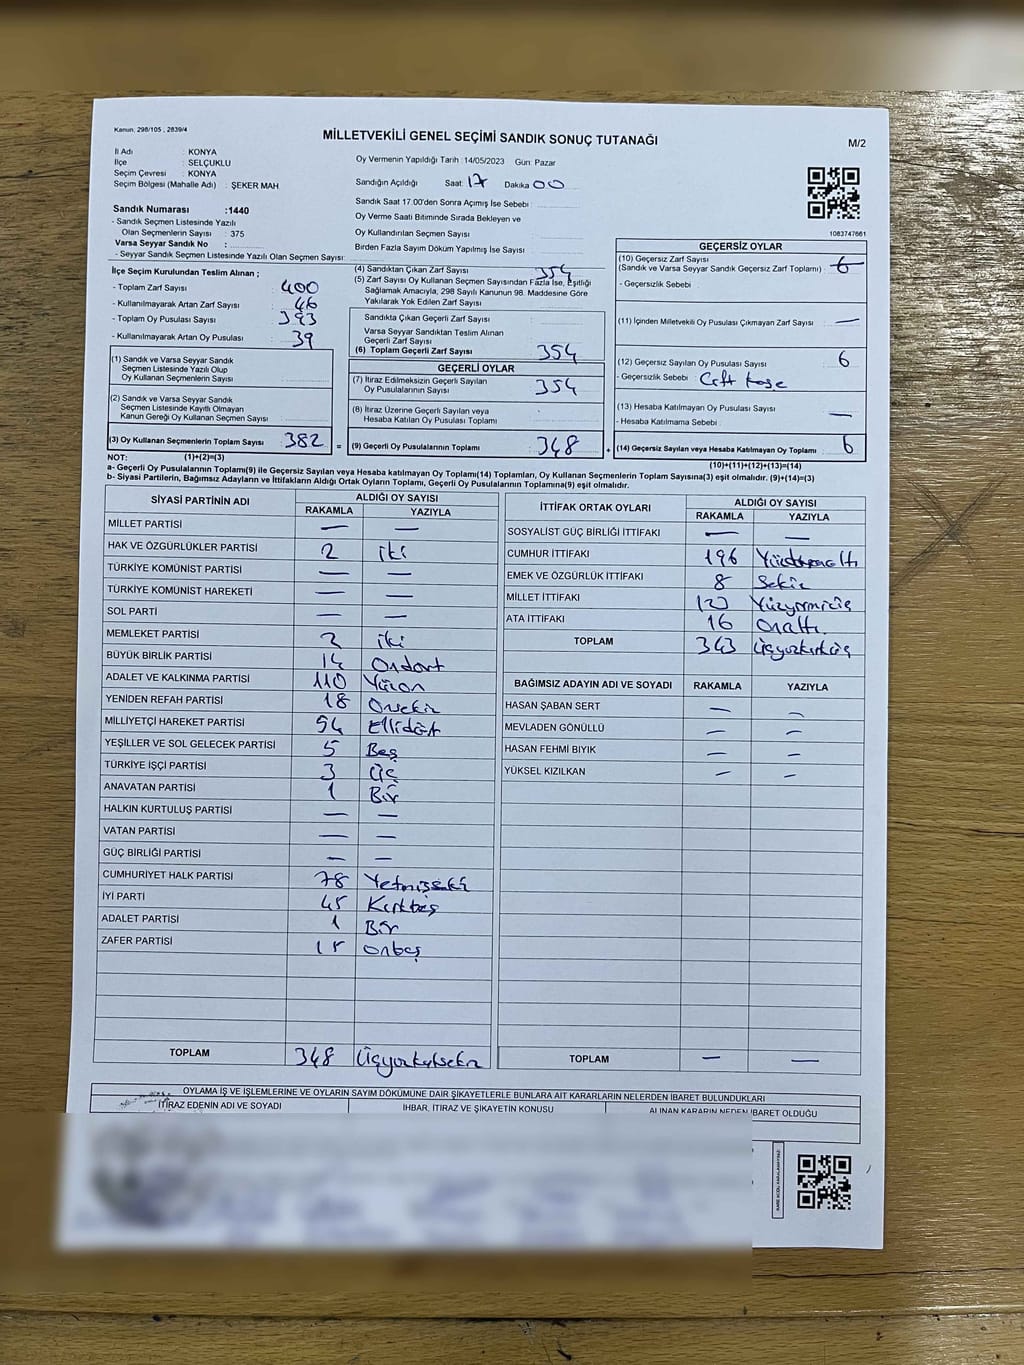 Kanun, 298/105 , 2839/4
MİLLETVEKİLİ GENEL SEÇİMİ SANDIK SONUÇ TUTANAĞI
M/2
İl Adı : KONYA
İlçe : SELÇUKLU
Seçim Çevresi : KONYA
Seçim Bölgesi (Mahalle Adı) : ŞEKER MAH
Sandık Numarası :1440
- Sandık Seçmen Listesinde Yazılı
Olan Seçmenlerin Sayısı : 375
Varsa Seyyar Sandık No :
- Seyyar Sandık Seçmen Listesinde Yazılı Olan Seçmen Sayısı:
Oy Vermenin Yapıldığı Tarih :14/05/2023 Gün: Pazar
Sandığın Açıldığı Saat: 17 Dakika 00
Sandık Saat 17.00'den Sonra Açımış İse Sebebi :
Oy Verme Saati Bitiminde Sırada Bekleyen ve
Oy Kullandırılan Seçmen Sayısı :
Birden Fazla Sayım Döküm Yapılmış İse Sayısı :
1083747661
İlçe Seçim Kurulundan Teslim Alınan ;
- Toplam Zarf Sayısı : 400
- Kullanılmayarak Artan Zarf Sayısı : 46
- Toplam Oy Pusulası Sayısı : 393
- Kullanılmayarak Artan Oy Pusulası : 39
(1) Sandık ve Varsa Seyyar Sandık
Seçmen Listesinde Yazılı Olup
Oy Kullanan Seçmenlerin Sayısı :
(2) Sandık ve Varsa Seyyar Sandık
Seçmen Listesinde Kayıtlı Olmayan
Kanun Gereği Oy Kullanan Seçmen Sayısı :
(3) Oy Kullanan Seçmenlerin Toplam Sayısı : 382 =
(4) Sandıktan Çıkan Zarf Sayısı : 354
(5) Zarf Sayısı Oy Kullanan Seçmen Sayısından Fazla İse, Eşitliği
Sağlamak Amacıyla, 298 Sayılı Kanunun 98. Maddesine Göre
Yakılarak Yok Edilen Zarf Sayısı :
Sandıkta Çıkan Geçerli Zarf Sayısı :
Varsa Seyyar Sandıktan Teslim Alınan
Geçerli Zarf Sayısı :
(6) Toplam Geçerli Zarf Sayısı : 354
GEÇERLİ OYLAR
(7) İtiraz Edilmeksizin Geçerli Sayılan
Oy Pusulalarının Sayısı : 354
(8) İtiraz Üzerine Geçerli Sayılan veya
Hesaba Katılan Oy Pusulaları Toplamı :
(9) Geçerli Oy Pusulalarının Toplamı : 348 +
GEÇERSİZ OYLAR
(10) Geçersiz Zarf Sayısı
(Sandık ve Varsa Seyyar Sandık Geçersiz Zarf Toplamı) : 6
- Geçersizlik Sebebi :
(11) İçinden Milletvekili Oy Pusulası Çıkmayan Zarf Sayısı : —
(12) Geçersiz Sayılan Oy Pusulası Sayısı : 6
- Geçersizlik Sebebi :
(13) Hesaba Katılmayan Oy Pusulası Sayısı : —
- Hesaba Katılmama Sebebi :
(14) Geçersiz Sayılan veya Hesaba Katılmayan Oy Toplamı : 6
NOT: (1)+(2)=(3)
(10)+(11)+(12)+(13)=(14)
a- Geçerli Oy Pusulalarının Toplamı(9) ile Geçersiz Sayılan veya Hesaba katılmayan Oy Toplamı(14) Toplamları, Oy Kullanan Seçmenlerin Toplam Sayısına(3) eşit olmalıdır. (9)+(14)=(3)
b- Siyasi Partilerin, Bağımsız Adayların ve İttifakların Aldığı Ortak Oyların Toplamı, Geçerli Oy Pusulalarının Toplamına(9) eşit olmalıdır.
SİYASİ PARTİNİN ADI ALDIĞI OY SAYISI
RAKAMLA YAZIYLA
MİLLET PARTİSİ — —
HAK VE ÖZGÜRLÜKLER PARTİSİ 2 iki
TÜRKİYE KOMÜNİST PARTİSİ — —
TÜRKİYE KOMÜNİST HAREKETİ — —
SOL PARTİ — —
MEMLEKET PARTİSİ 2 iki
BÜYÜK BİRLİK PARTİSİ 14 Ondört
ADALET VE KALKINMA PARTİSİ 110 Yüzon
YENİDEN REFAH PARTİSİ 18 Onsekiz
MİLLİYETÇİ HAREKET PARTİSİ 54 Ellidört
YEŞİLLER VE SOL GELECEK PARTİSİ 5 Beş
TÜRKİYE İŞÇİ PARTİSİ 3 Üç
ANAVATAN PARTİSİ 1 Bir
HALKIN KURTULUŞ PARTİSİ — —
VATAN PARTİSİ — —
GÜÇ BİRLİĞİ PARTİSİ — —
CUMHURİYET HALK PARTİSİ 78 Yetmişsekiz
İYİ PARTİ 45 Kırkbeş
ADALET PARTİSİ 1 Bir
ZAFER PARTİSİ 15 Onbeş
TOPLAM 348 Üçyüzkırksekiz
İTTİFAK ORTAK OYLARI ALDIĞI OY SAYISI
RAKAMLA YAZIYLA
SOSYALİST GÜÇ BİRLİĞİ İTTİFAKI — —
CUMHUR İTTİFAKI 196 Yüzdoksanaltı
EMEK VE ÖZGÜRLÜK İTTİFAKI 8 Sekiz
MİLLET İTTİFAKI 123 Yüzyirmiüç
ATA İTTİFAKI 16 Onaltı
TOPLAM 343 Üçyüzkırküç
BAĞIMSIZ ADAYIN ADI VE SOYADI RAKAMLA YAZIYLA
HASAN ŞABAN SERT — —
MEVLADEN GÖNÜLLÜ — —
HASAN FEHMİ BIYIK — —
YÜKSEL KIZILKAN — —
TOPLAM — —
OYLAMA İŞ VE İŞLEMLERİNE VE OYLARIN SAYIM DÖKÜMÜNE DAİR ŞİKAYETLERLE BUNLARA AİT KARARLARIN NELERDEN İBARET BULUNDUKLARI
İTİRAZ EDENİN ADI VE SOYADI İHBAR, İTİRAZ VE ŞİKAYETİN KONUSU ALINAN KARARIN NEDEN İBARET OLDUĞU